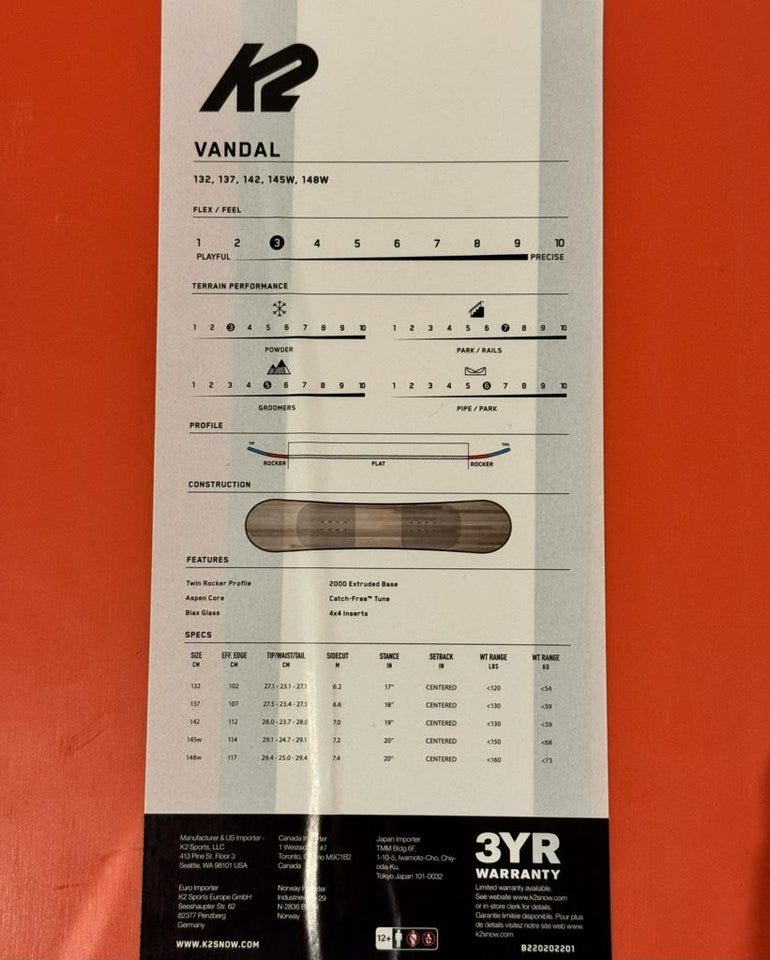 K2
VANDAL
132, 137, 142, 145W, 148W
FLEX / FEEL
1 2 3 4 5 6 7 8 9 10
PLAYFUL PRECISE
TERRAIN PERFORMANCE
1 2 3 4 5 6 7 8 9 10 1 2 3 4 5 6 7 8 9 10
POWDER PARK / RAILS
1 2 3 4 5 6 7 8 9 10 1 2 3 4 5 6 7 8 9 10
GROOMERS PIPE / PARK
PROFILE
TIP TAIL
ROCKER FLAT ROCKER
CONSTRUCTION
FEATURES
Twin Rocker Profile 2000 Extruded Base
Aspen Core Catch-Free™ Tune
Biax Glass 4x4 Inserts
SPECS
SIZE EFF. EDGE TIP/WAIST/TAIL SIDECUT STANCE SETBACK WT RANGE WT RANGE
CM CM CM M IN IN LBS KG
132 102 27.1 - 23.1 - 27.1 6.2 17" CENTERED <120 <54
137 107 27.5 - 23.4 - 27.5 6.6 18" CENTERED <130 <59
142 112 28.0 - 23.7 - 28.0 7.0 19" CENTERED <130 <59
145w 114 29.1 - 24.7 - 29.1 7.2 20" CENTERED <150 <68
148w 117 29.4 - 25.0 - 29.4 7.4 20" CENTERED <160 <73
Manufacturer & US Importer -
K2 Sports, LLC
413 Pine St. Floor 3
Seattle, WA 98101 USA
Canada
1 #7
Toronto, M9C1B2
Canada
Japan Importer
TMM Bldg.6F,
1-10-5, Iwamoto-Cho, Chiy-
oda-Ku,
Tokyo Japan 101-0032
3YR
WARRANTY
Limited warranty available.
See website www.k2snow.com
or in-store clerk for details.
Garantie limitée disponible. Pour plus
de détails visitez notre site web www.
k2snow.com
Euro Importer
K2 Sports Europe GmbH
Seeshaupter Str. 62
82377 Penzberg
Germany
Norway
29
N-2836
Norway
WWW.K2SNOW.COM
12+
B220202201